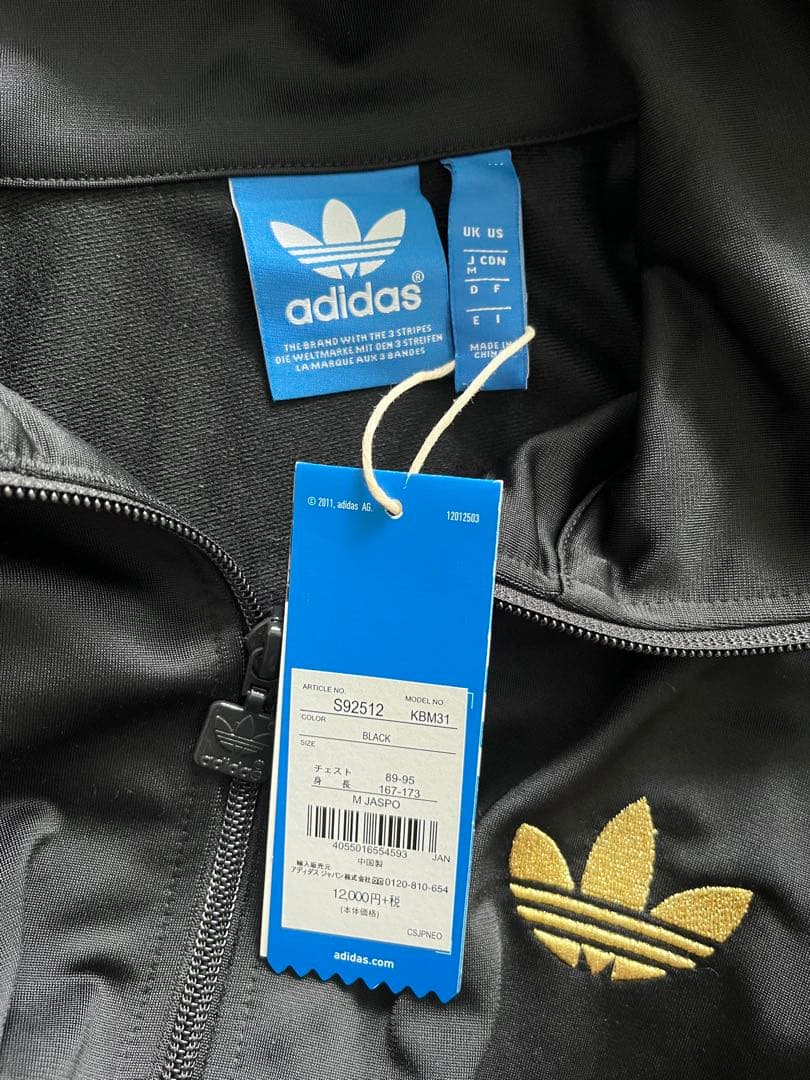 adidas®
THE BRAND WITH THE 3 STRIPES
DIE WELTMARKE MIT DEN 3 STREIFEN
LA MARQUE AUX 3 BANDES
UK US
J CDN
M
D F
E I
MADE IN
CHINA
© 2011, adidas AG.
12012503
ARTICLE NO. MODEL NO.
S92512 KBM31
COLOR
BLACK
SIZE
チェスト 89-95
身長 167-173
M JASPO
4055016554593 JAN
中国製
輸入販売元
アディダス ジャパン株式会社 0120-810-654
12,000円+税
(本体価格)
CSJPNEO
adidas.com
adidas